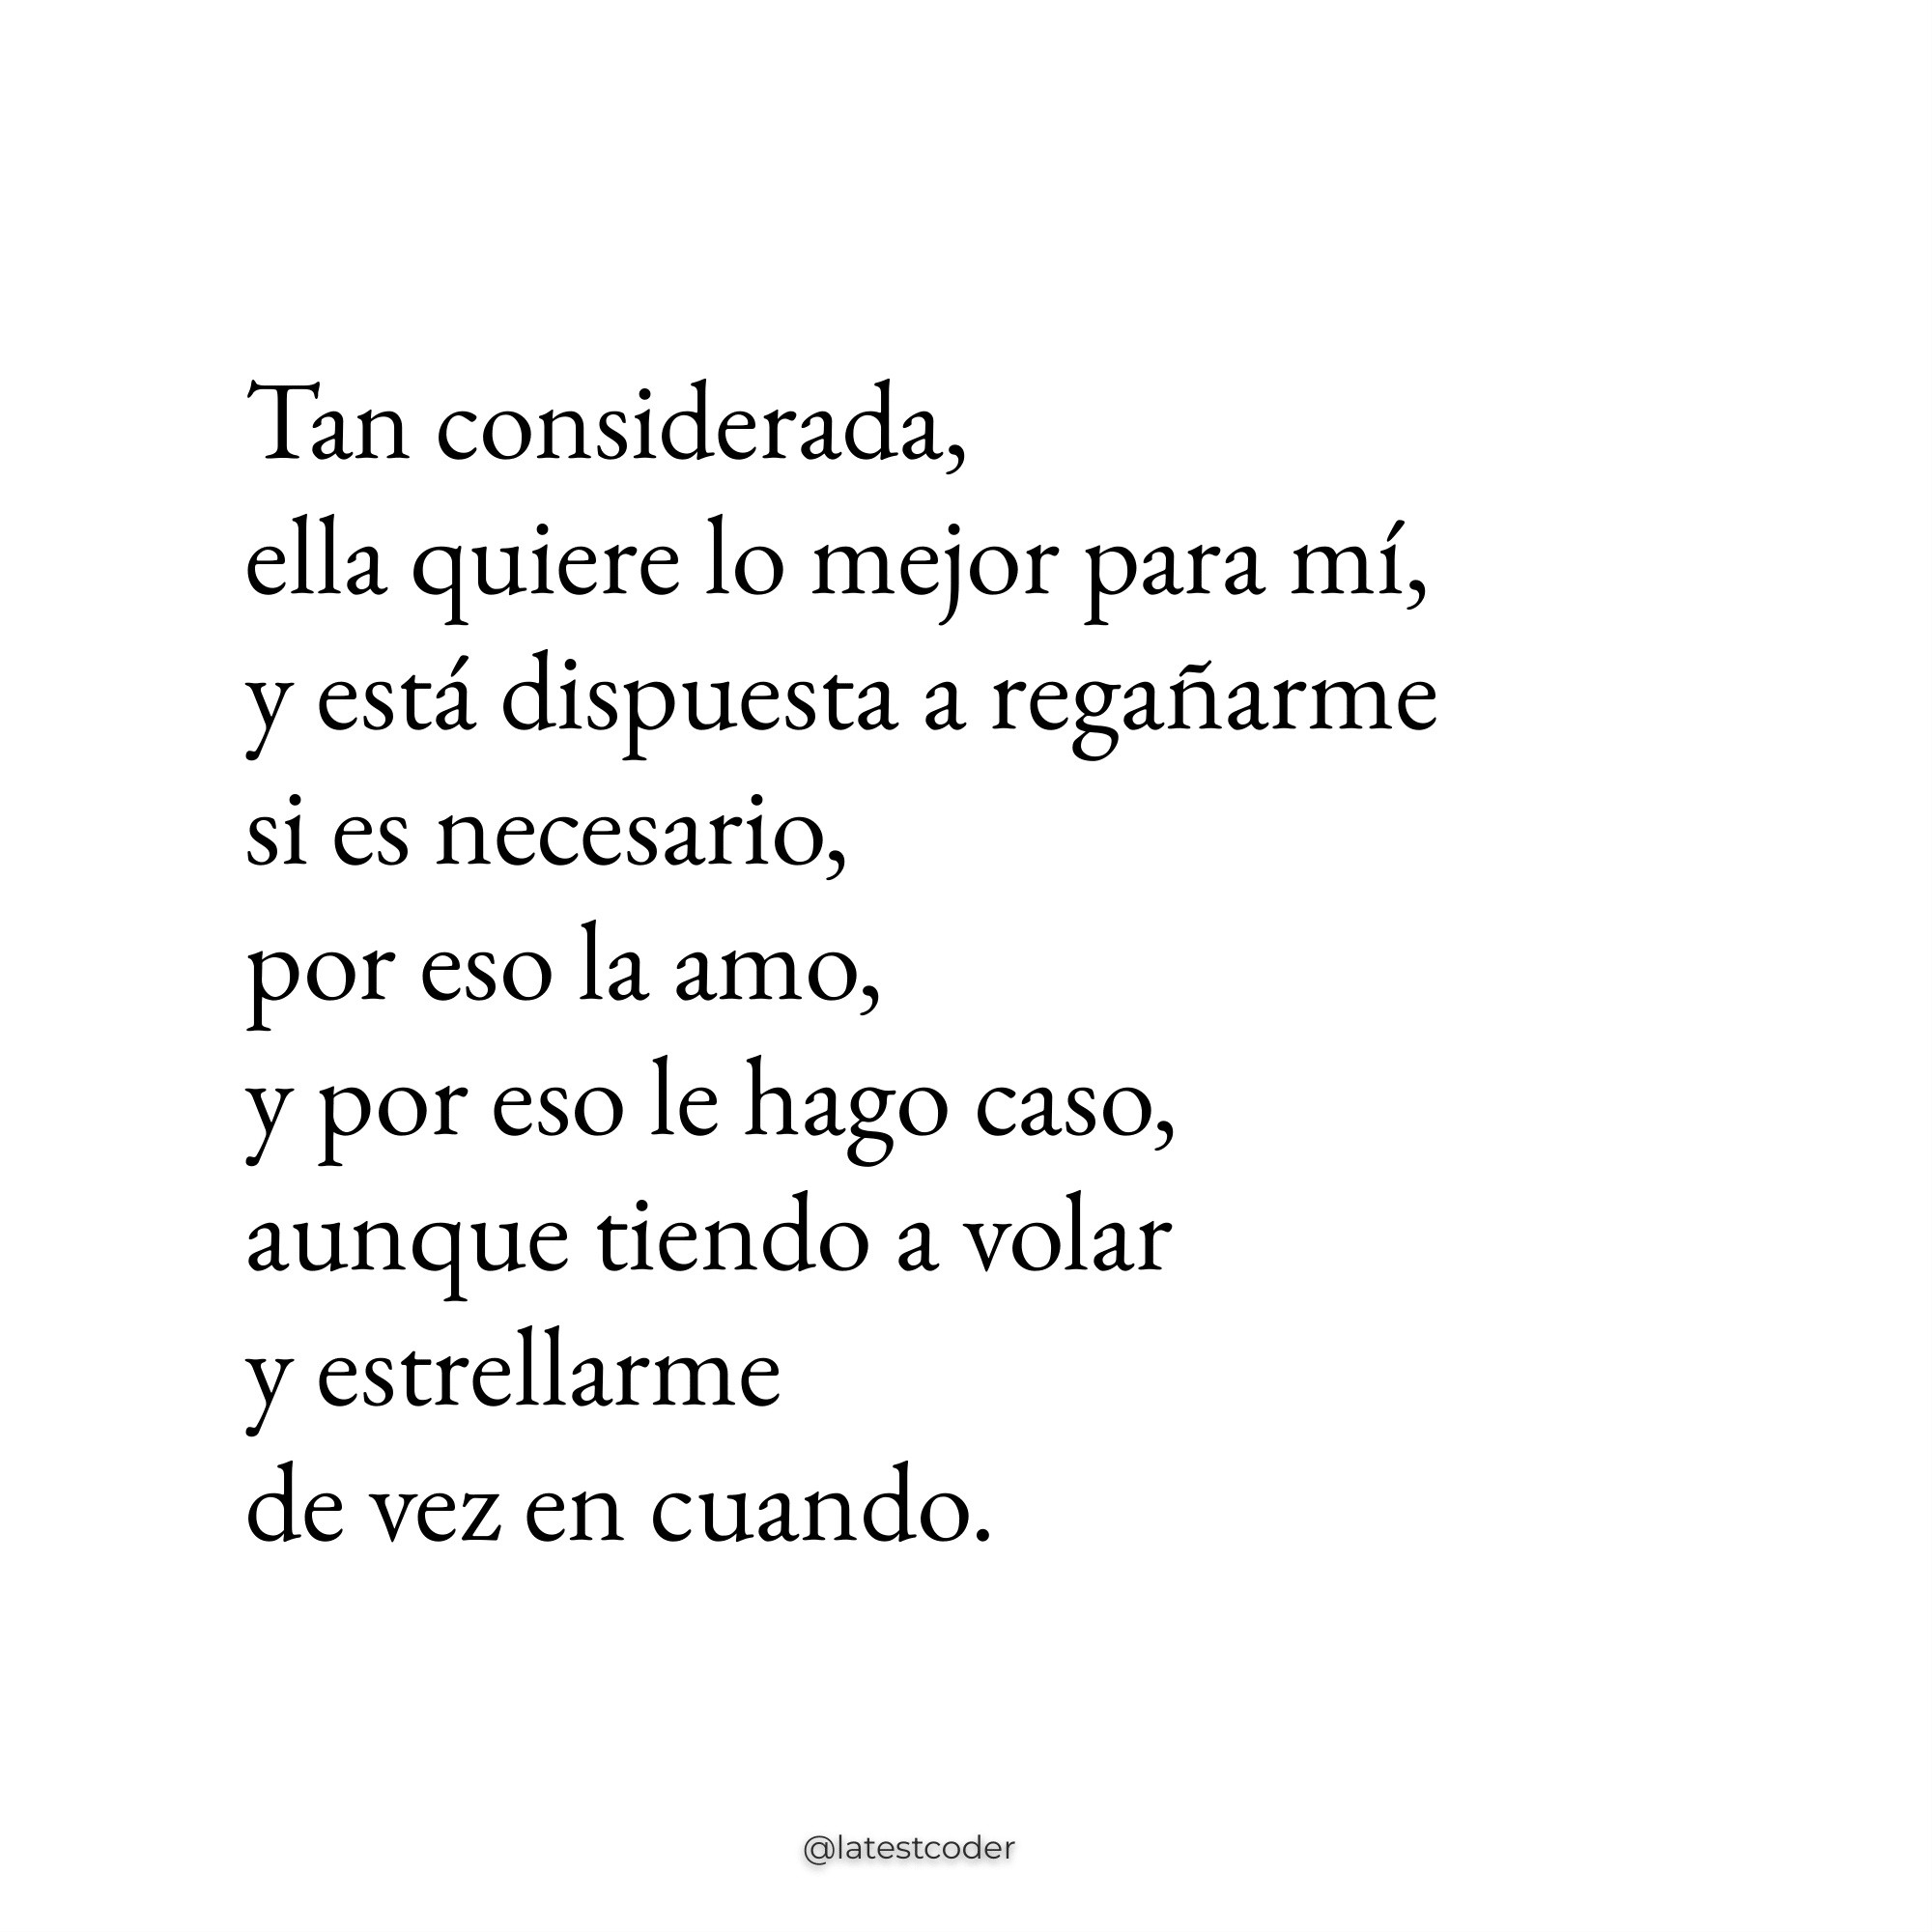 Tan considerada,
ella quiere lo mejor para mí,
y está dispuesta a regañarme
si es necesario,
por eso la amo,
y por eso le hago caso,
aunque tiendo a volar
y estrellarme
de vez en cuando.
@latestcoder